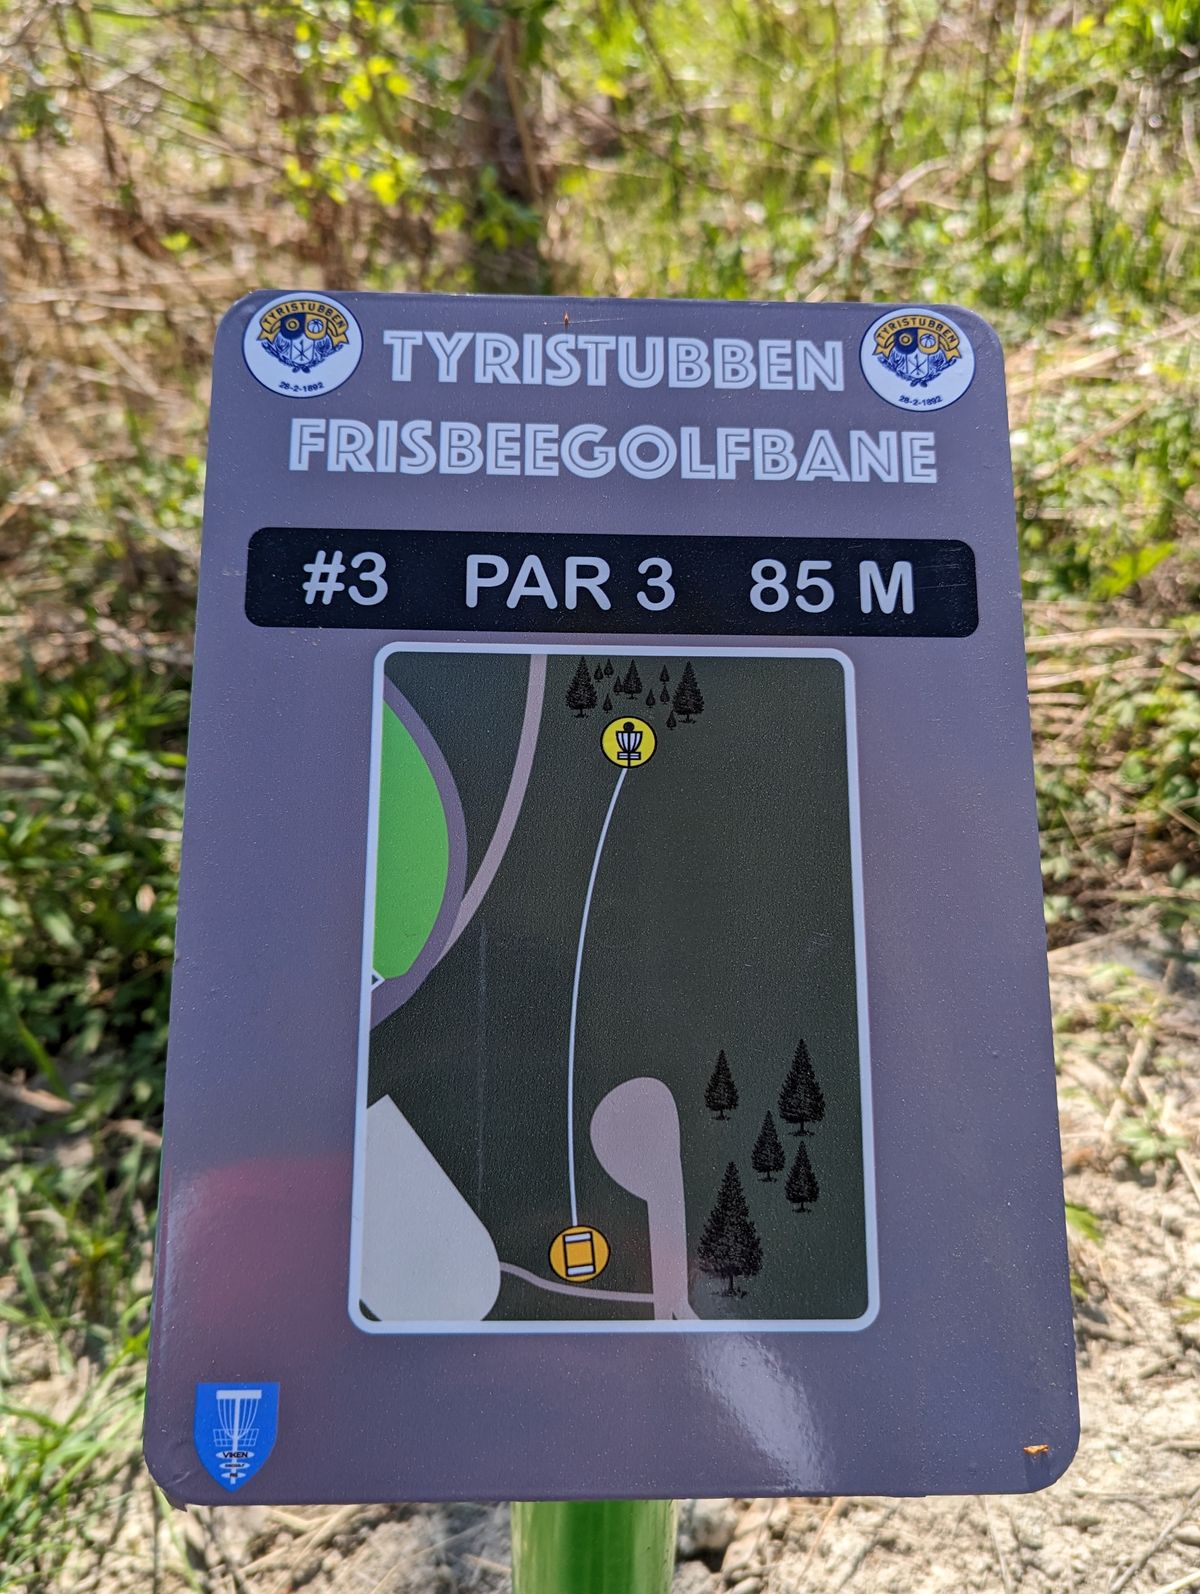 TYRISTUBBEN
28-2-1892
TYRISTUBBEN
TYRISTUBBEN
28-2-1892
FRISBEEGOLFBANE
#3 PAR 3 85 M
VIKEN